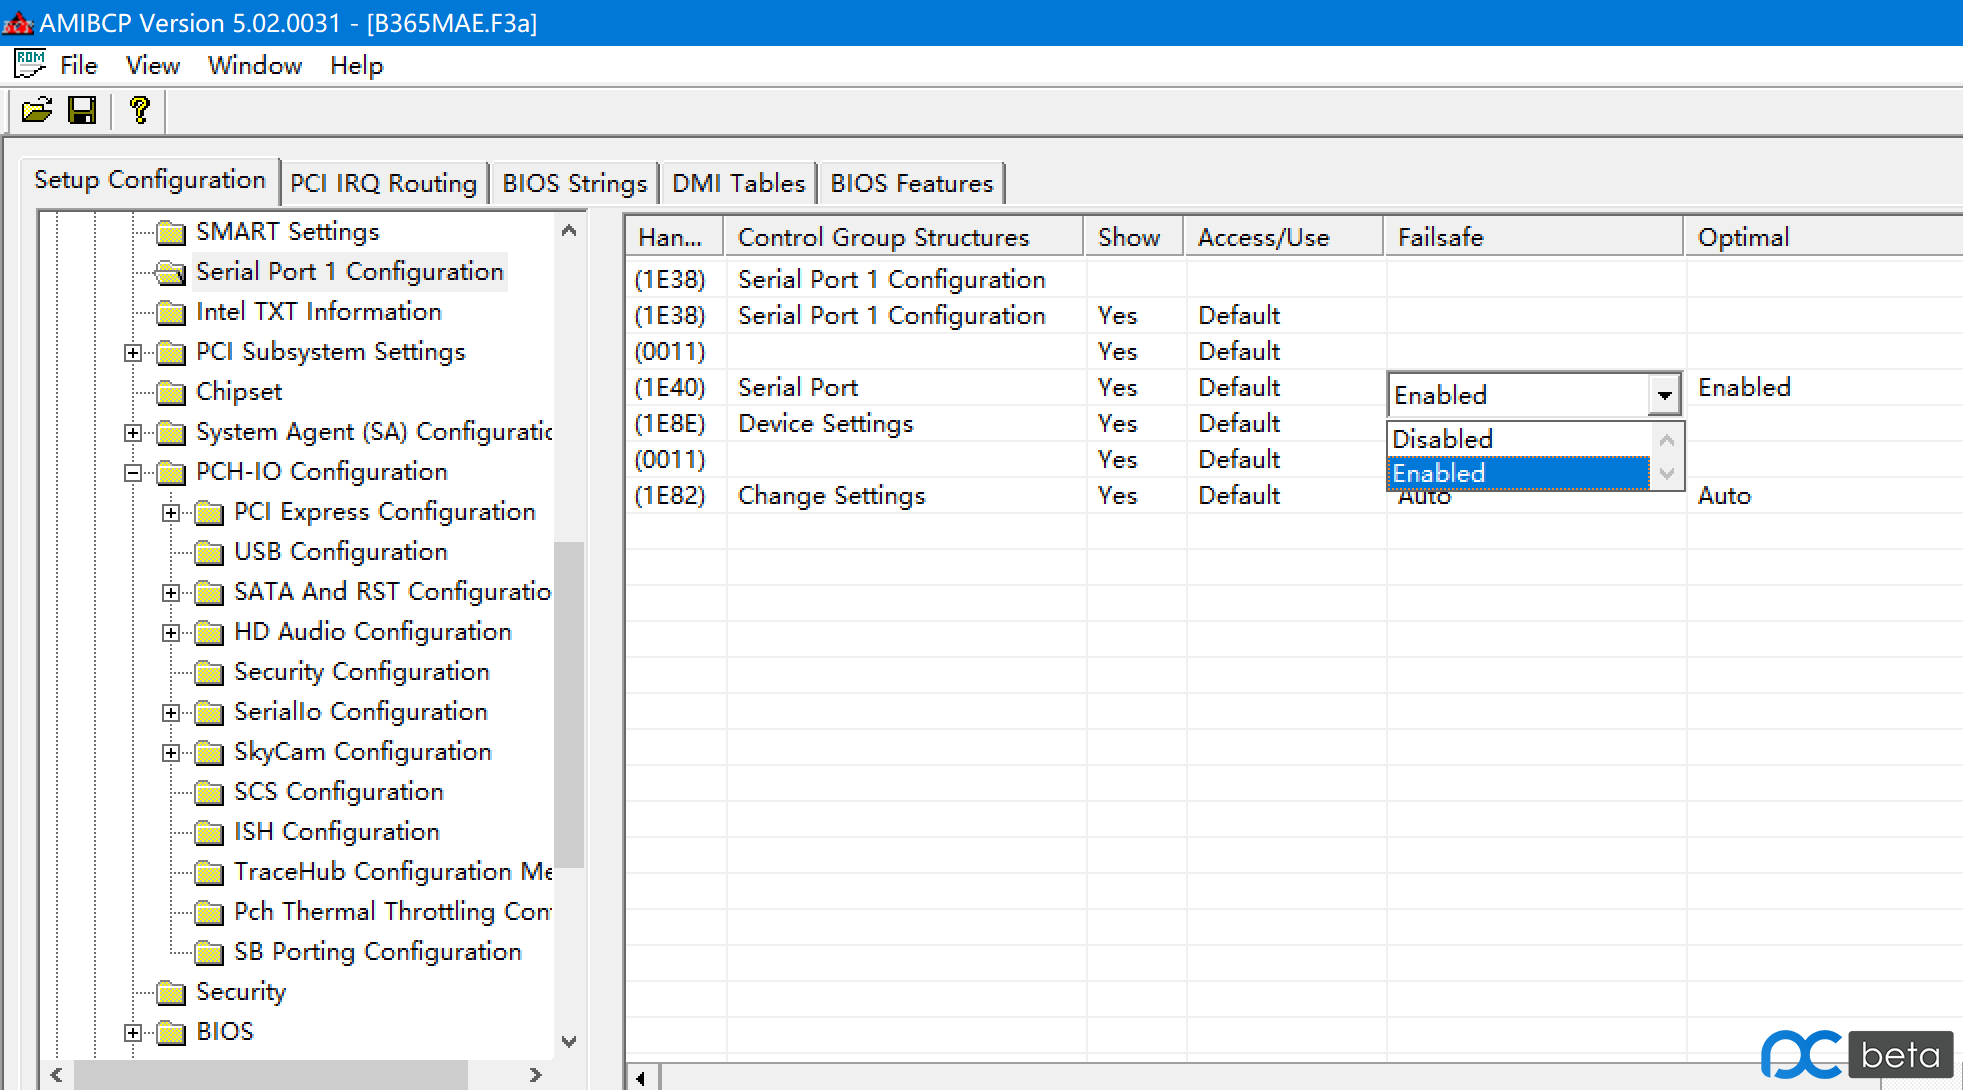 AMIBCP Version 5.02.0031 - [B365MAE.F3a]
ROM File View Window Help
Setup Configuration PCI IRQ Routing BIOS Strings DMI Tables BIOS Features
SMART Settings
Serial Port 1 Configuration
Intel TXT Information
PCI Subsystem Settings
Chipset
System Agent (SA) Configuratic
PCH-IO Configuration
PCI Express Configuration
USB Configuration
SATA And RST Configuratio
HD Audio Configuration
Security Configuration
SerialIo Configuration
SkyCam Configuration
SCS Configuration
ISH Configuration
TraceHub Configuration Me
Pch Thermal Throttling Con
SB Porting Configuration
Security
BIOS
Han... Control Group Structures Show Access/Use Failsafe Optimal
(1E38) Serial Port 1 Configuration
(1E38) Serial Port 1 Configuration Yes Default
(0011) Yes Default
(1E40) Serial Port Yes Default Enabled Enabled
(1E8E) Device Settings Yes Default
Disabled
(0011) Yes Default
Enabled
(1E82) Change Settings Yes Default Auto Auto
pc beta